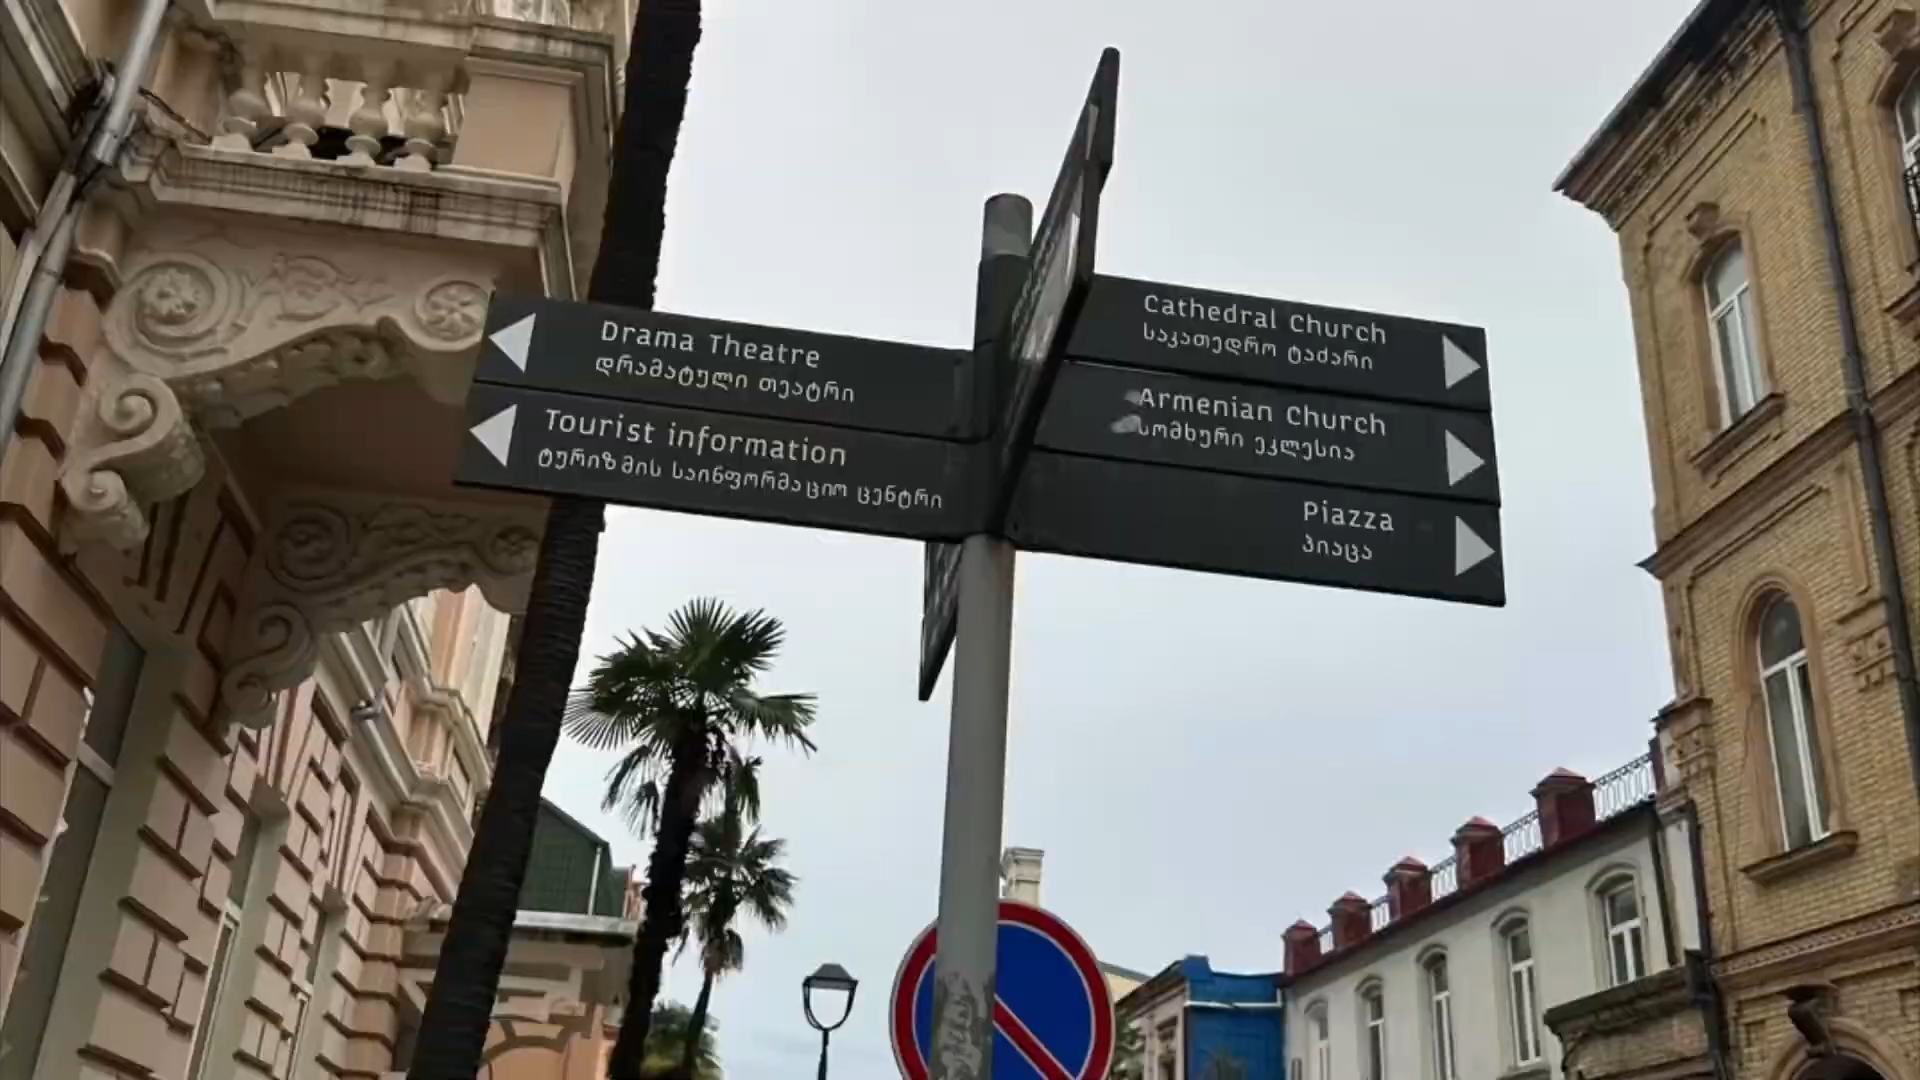 Drama Theatre
დრამატული თეატრი
Tourist information
ტურიზმის საინფორმაციო ცენტრი
Cathedral Church
საკათედრო ტაძარი
Armenian Church
სომხური ეკლესია
Piazza
პიაცა